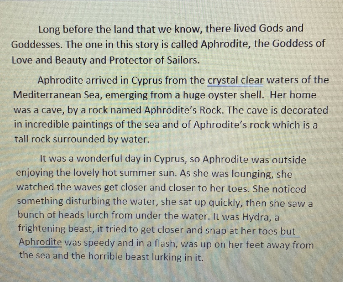 Long before the land that we know, there lived Gods and
Goddesses. The one in this story is called Aphrodite, the Goddess of
Love and Beauty and Protector of Sailors.
Aphrodite arrived in Cyprus from the crystal clear waters of the
Mediterranean Sea, emerging from a huge oyster shell. Her home
was a cave, by a rock named Aphrodite's Rock. The cave is decorated
in incredible paintings of the sea and of Aphrodite's rock which is a
tall rock surrounded by water.
It was a wonderful day in Cyprus, so Aphrodite was outside
enjoying the lovely hot summer sun. As she was lounging, she
watched the waves get closer and closer to her toes. She noticed
something disturbing the water, she sat up quickly, then she saw a
bunch of heads lurch from under the water. It was Hydra, a
frightening beast, it tried to get closer and snap at her toes but
Aphrodite was speedy and in a flash, was up on her feet away from
the sea and the horrible beast lurking in it.